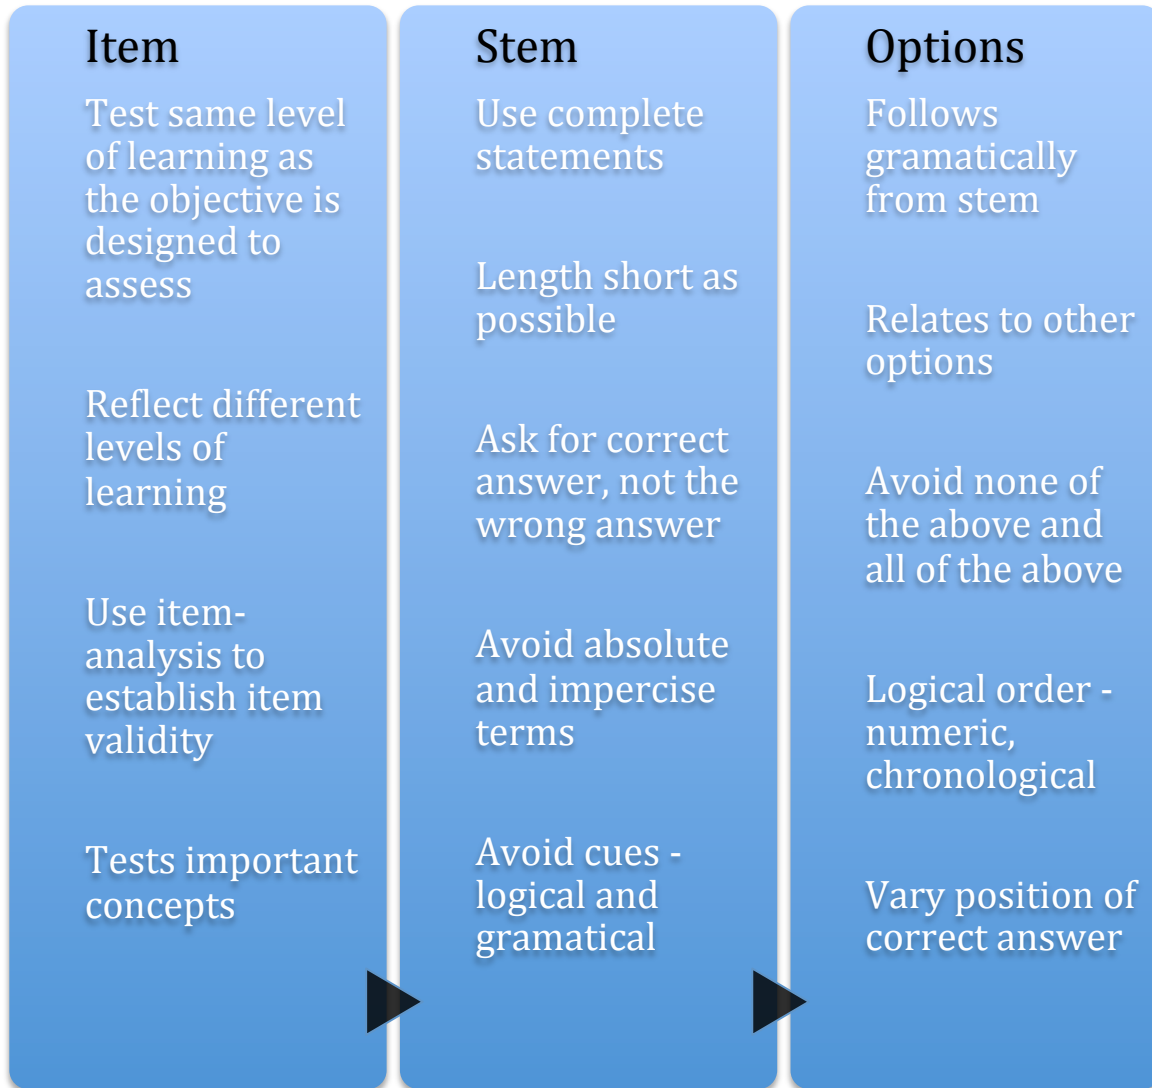 Item
Test same level
of learning as
the objective is
designed to
assess
Reflect different
levels of
learning
Use item-
analysis to
establish item
validity
Tests important
concepts
Stem
Use complete
statements
Length short as
possible
Ask for correct
answer, not the
wrong answer
Avoid absolute
and impercise
terms
Avoid cues -
logical and
gramatical
Options
Follows
gramatically
from stem
Relates to other
options
Avoid none of
the above and
all of the above
Logical order -
numeric,
chronological
Vary position of
correct answer